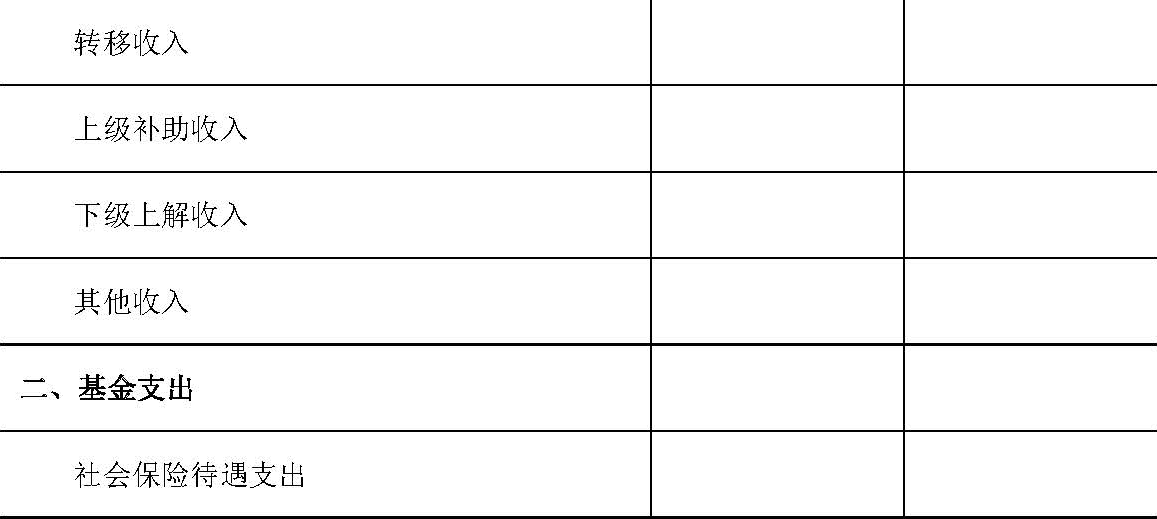 转移收入
上级补助收入
下级上解收入
其他收入
二、基金支出
社会保险待遇支出